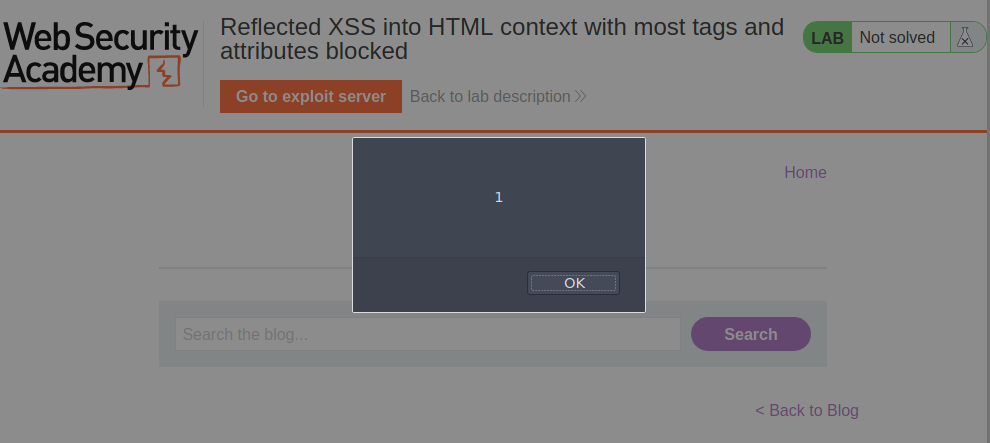 Web Security
Academy
Reflected XSS into HTML context with most tags and
attributes blocked
LAB Not solved
Go to exploit server Back to lab description
Home
1
OK
Search the blog...
Search
< Back to Blog